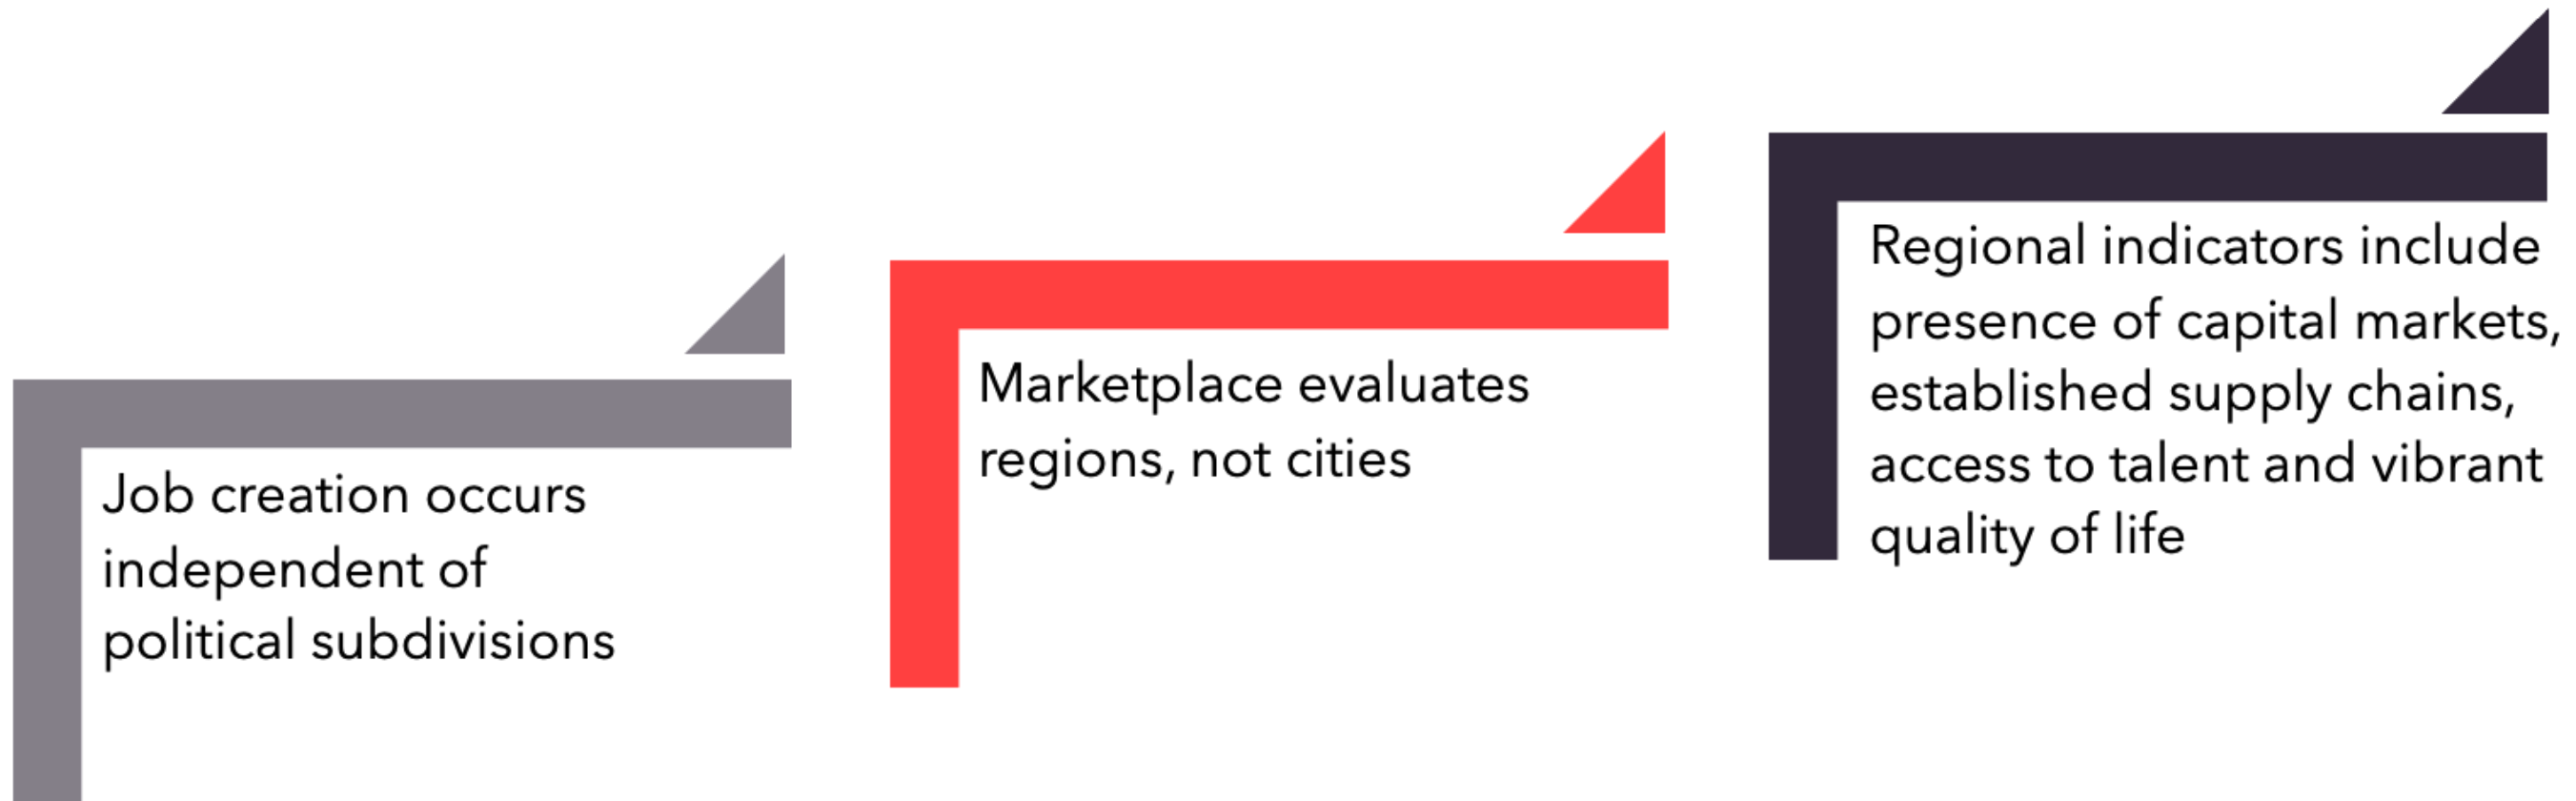 Job creation occurs
independent of
political subdivisions
Marketplace evaluates
regions, not cities
Regional indicators include
presence of capital markets,
established supply chains,
access to talent and vibrant
quality of life